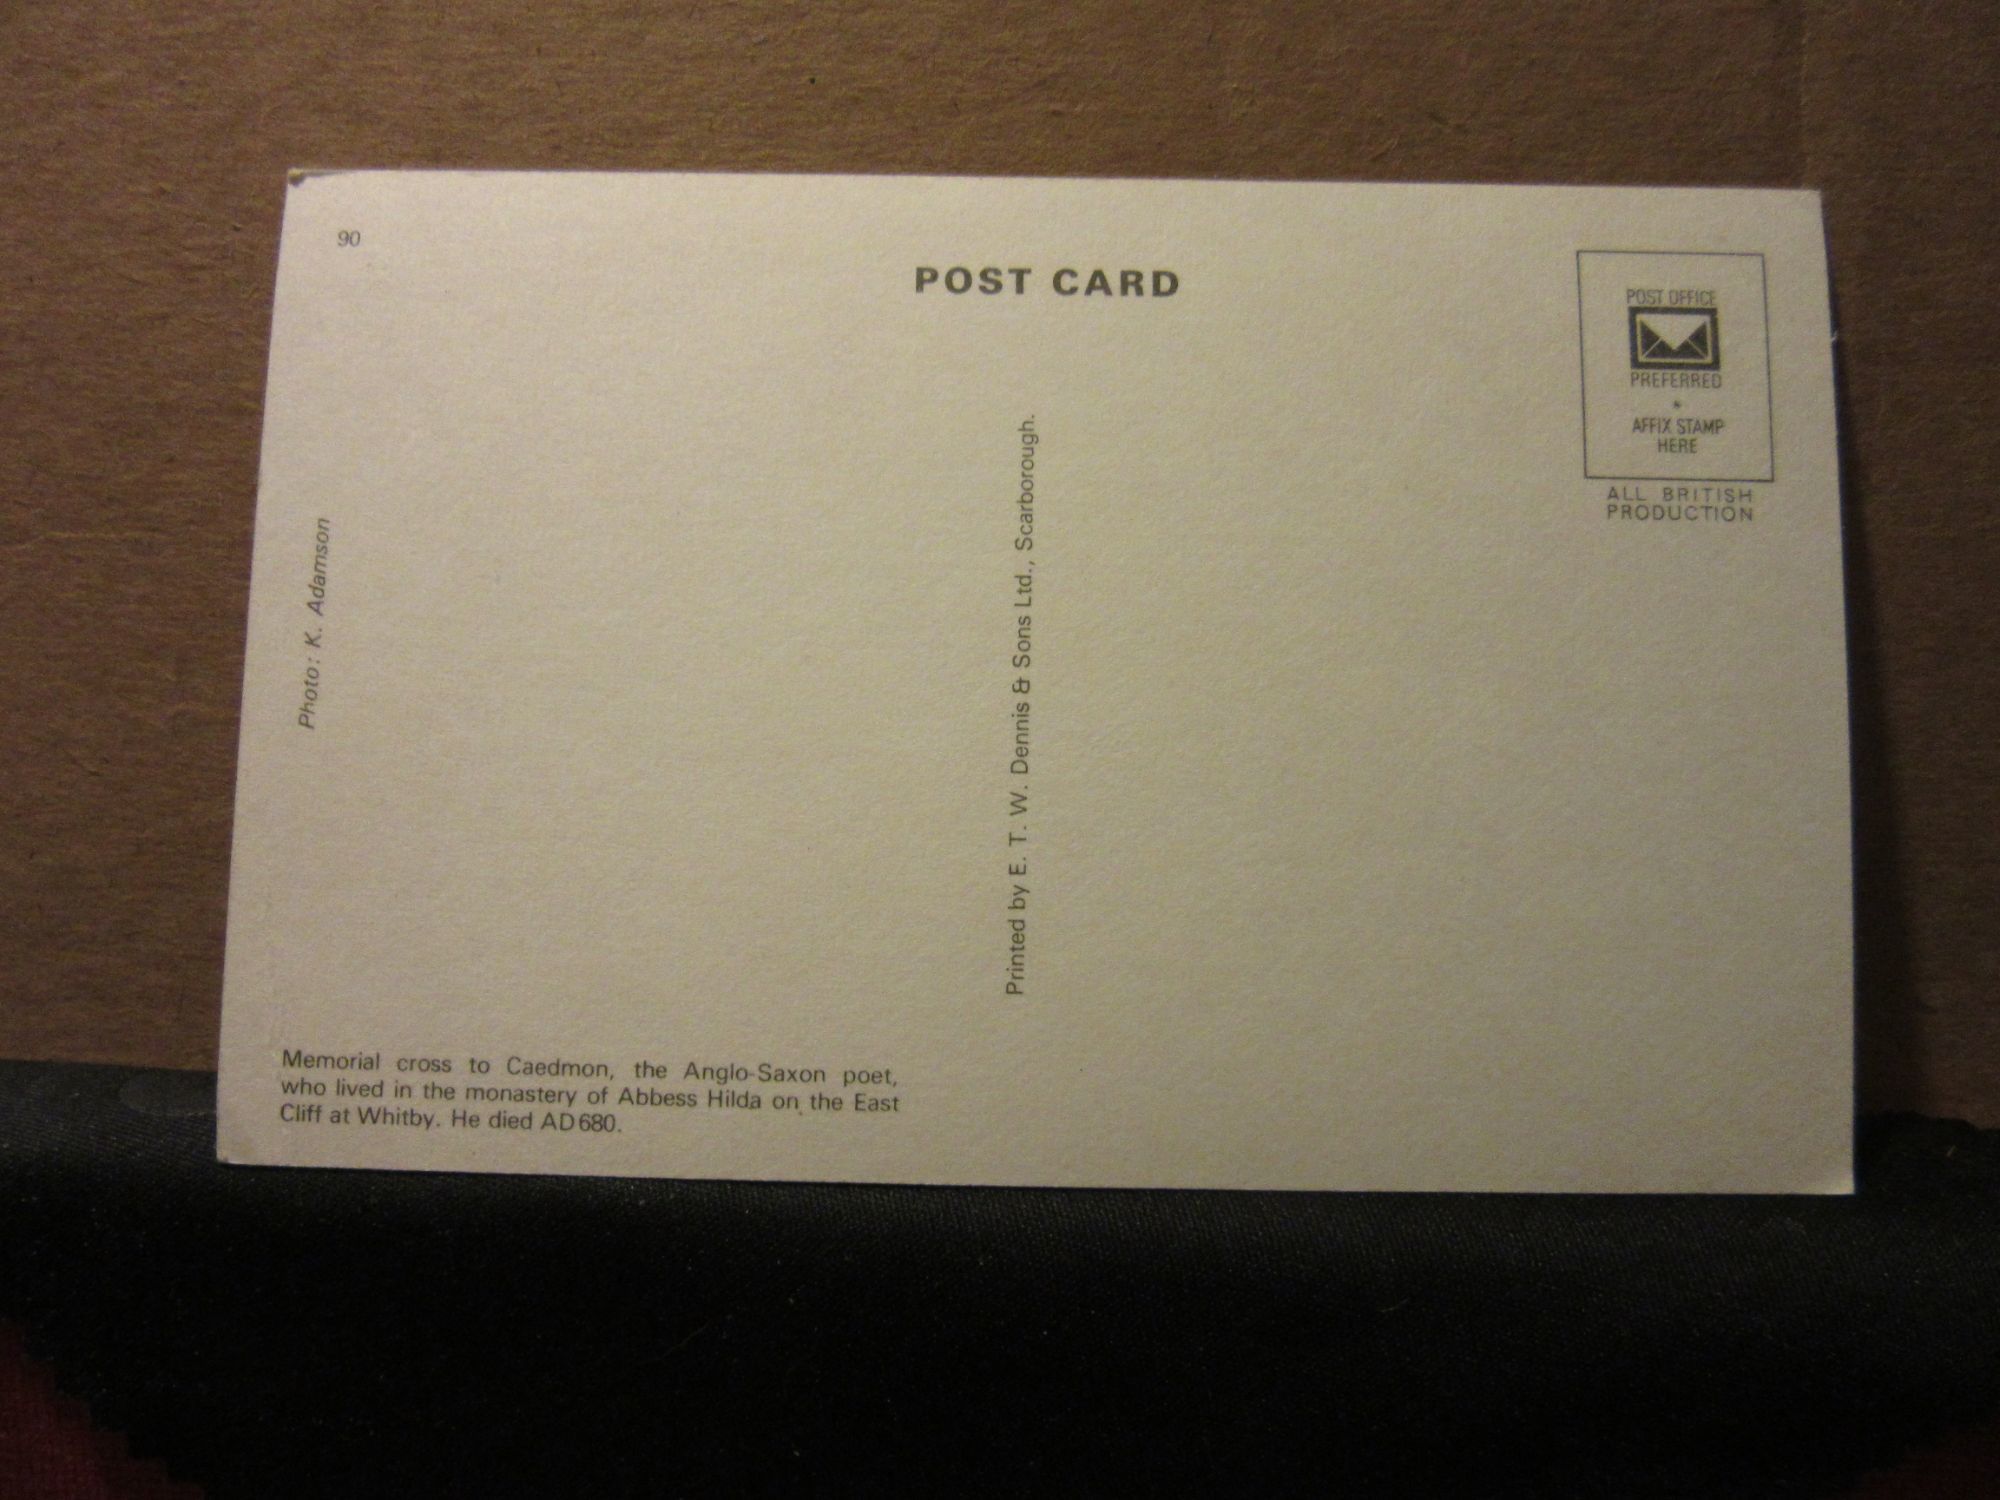 90
POST CARD
POST OFFICE
PREFERRED
*
AFFIX STAMP
HERE
ALL BRITISH
PRODUCTION
Photo: K. Adamson
Printed by E. T. W. Dennis & Sons Ltd., Scarborough.
Memorial cross to Caedmon, the Anglo-Saxon poet,
who lived in the monastery of Abbess Hilda on the East
Cliff at Whitby. He died AD 680.